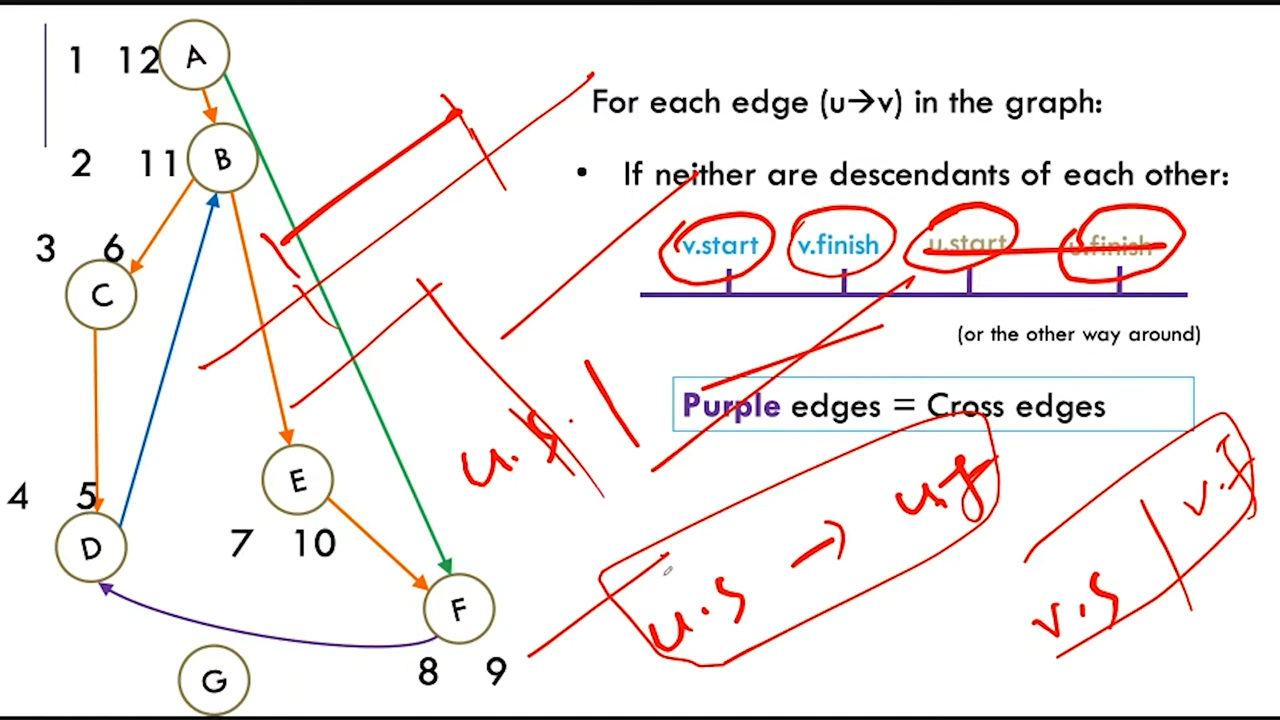 1 12 A
For each edge (u→v) in the graph:
2 11 B
• If neither are descendants of each other:
3 6
v.start v.finish u.start u.finish
C
(or the other way around)
Purple edges = Cross edges
u.s.
E
4 5
u.f
v.f
D
7 10
u.s →
v.s
F
8 9
G